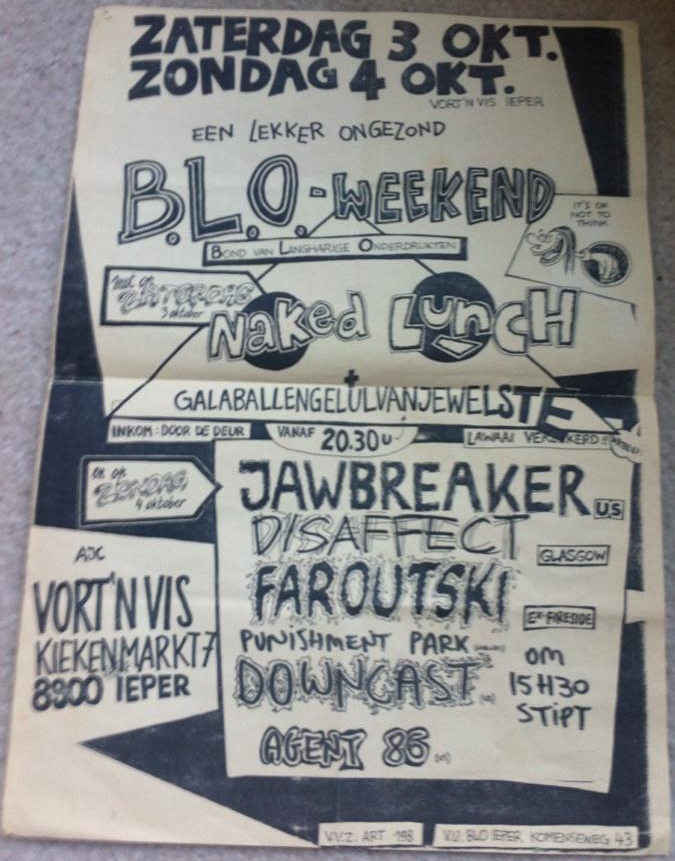 ZATERDAG 3 OKT.
ZONDAG 4 OKT.
VORT'N VIS IEPER
EEN LEKKER ONGEZOND
B.L.O.-WEEKEND
BOND VAN LANGHARIGE ONDERDRUKTEN
IT'S OK
NOT TO
THINK
met op
ZATERDAG
3 oktober
NAKED LUNCH
+
GALABALLENGELULVANJEWELSTE
INKOM: DOOR DE DEUR
VANAF 20.30u
LAWAAI VERZEKERD!!
en op
ZONDAG
4 oktober
JAWBREAKER US
DISAFFECT
GLASGOW
FAROUTSKI
EX-FIRESIDE
PUNISHMENT PARK
DOWNCAST
OM
15H30
STIPT
AGENT 86
AJC
VORT'N VIS
KIEKENMARKT 7
8900 IEPER
V.V.Z. ART 198
V.U. BLO IEPER, KOMENSEWEG 43